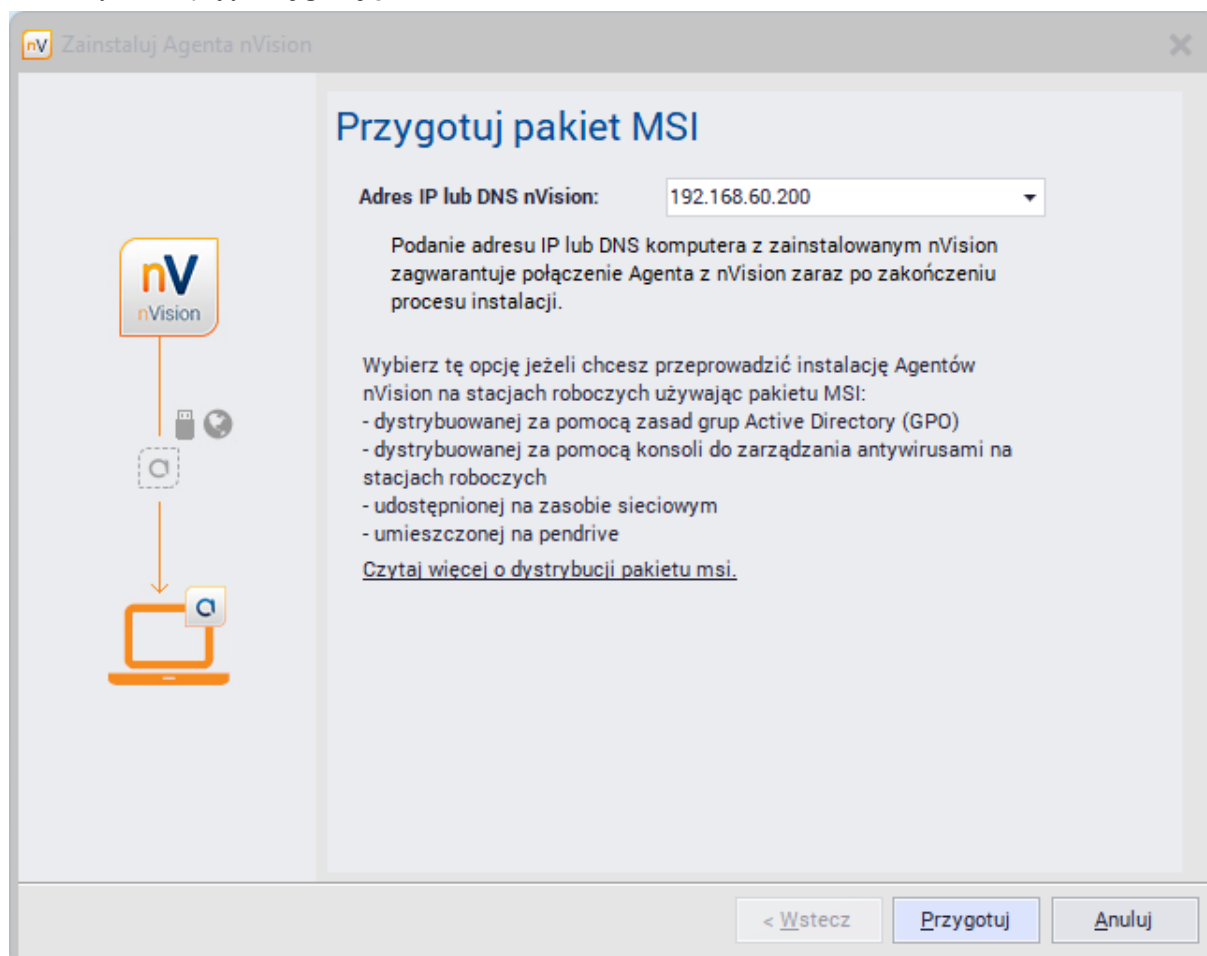 Zainstaluj Agenta nVision
Przygotuj pakiet MSI
Adres IP lub DNS nVision:
192.168.60.200
Podanie adresu IP lub DNS komputera z zainstalowanym nVision
zagwarantuje połączenie Agenta z nVision zaraz po zakończeniu
procesu instalacji.
nV
nVision
Wybierz tę opcję jeżeli chcesz przeprowadzić instalację Agentów
nVision na stacjach roboczych używając pakietu MSI:
- dystrybuowanej za pomocą zasad grup Active Directory (GPO)
- dystrybuowanej za pomocą konsoli do zarządzania antywirusami na
stacjach roboczych
- udostępnionej na zasobie sieciowym
- umieszczonej na pendrive
Czytaj więcej o dystrybucji pakietu msi.
< Wstecz
Przygotuj
Anuluj